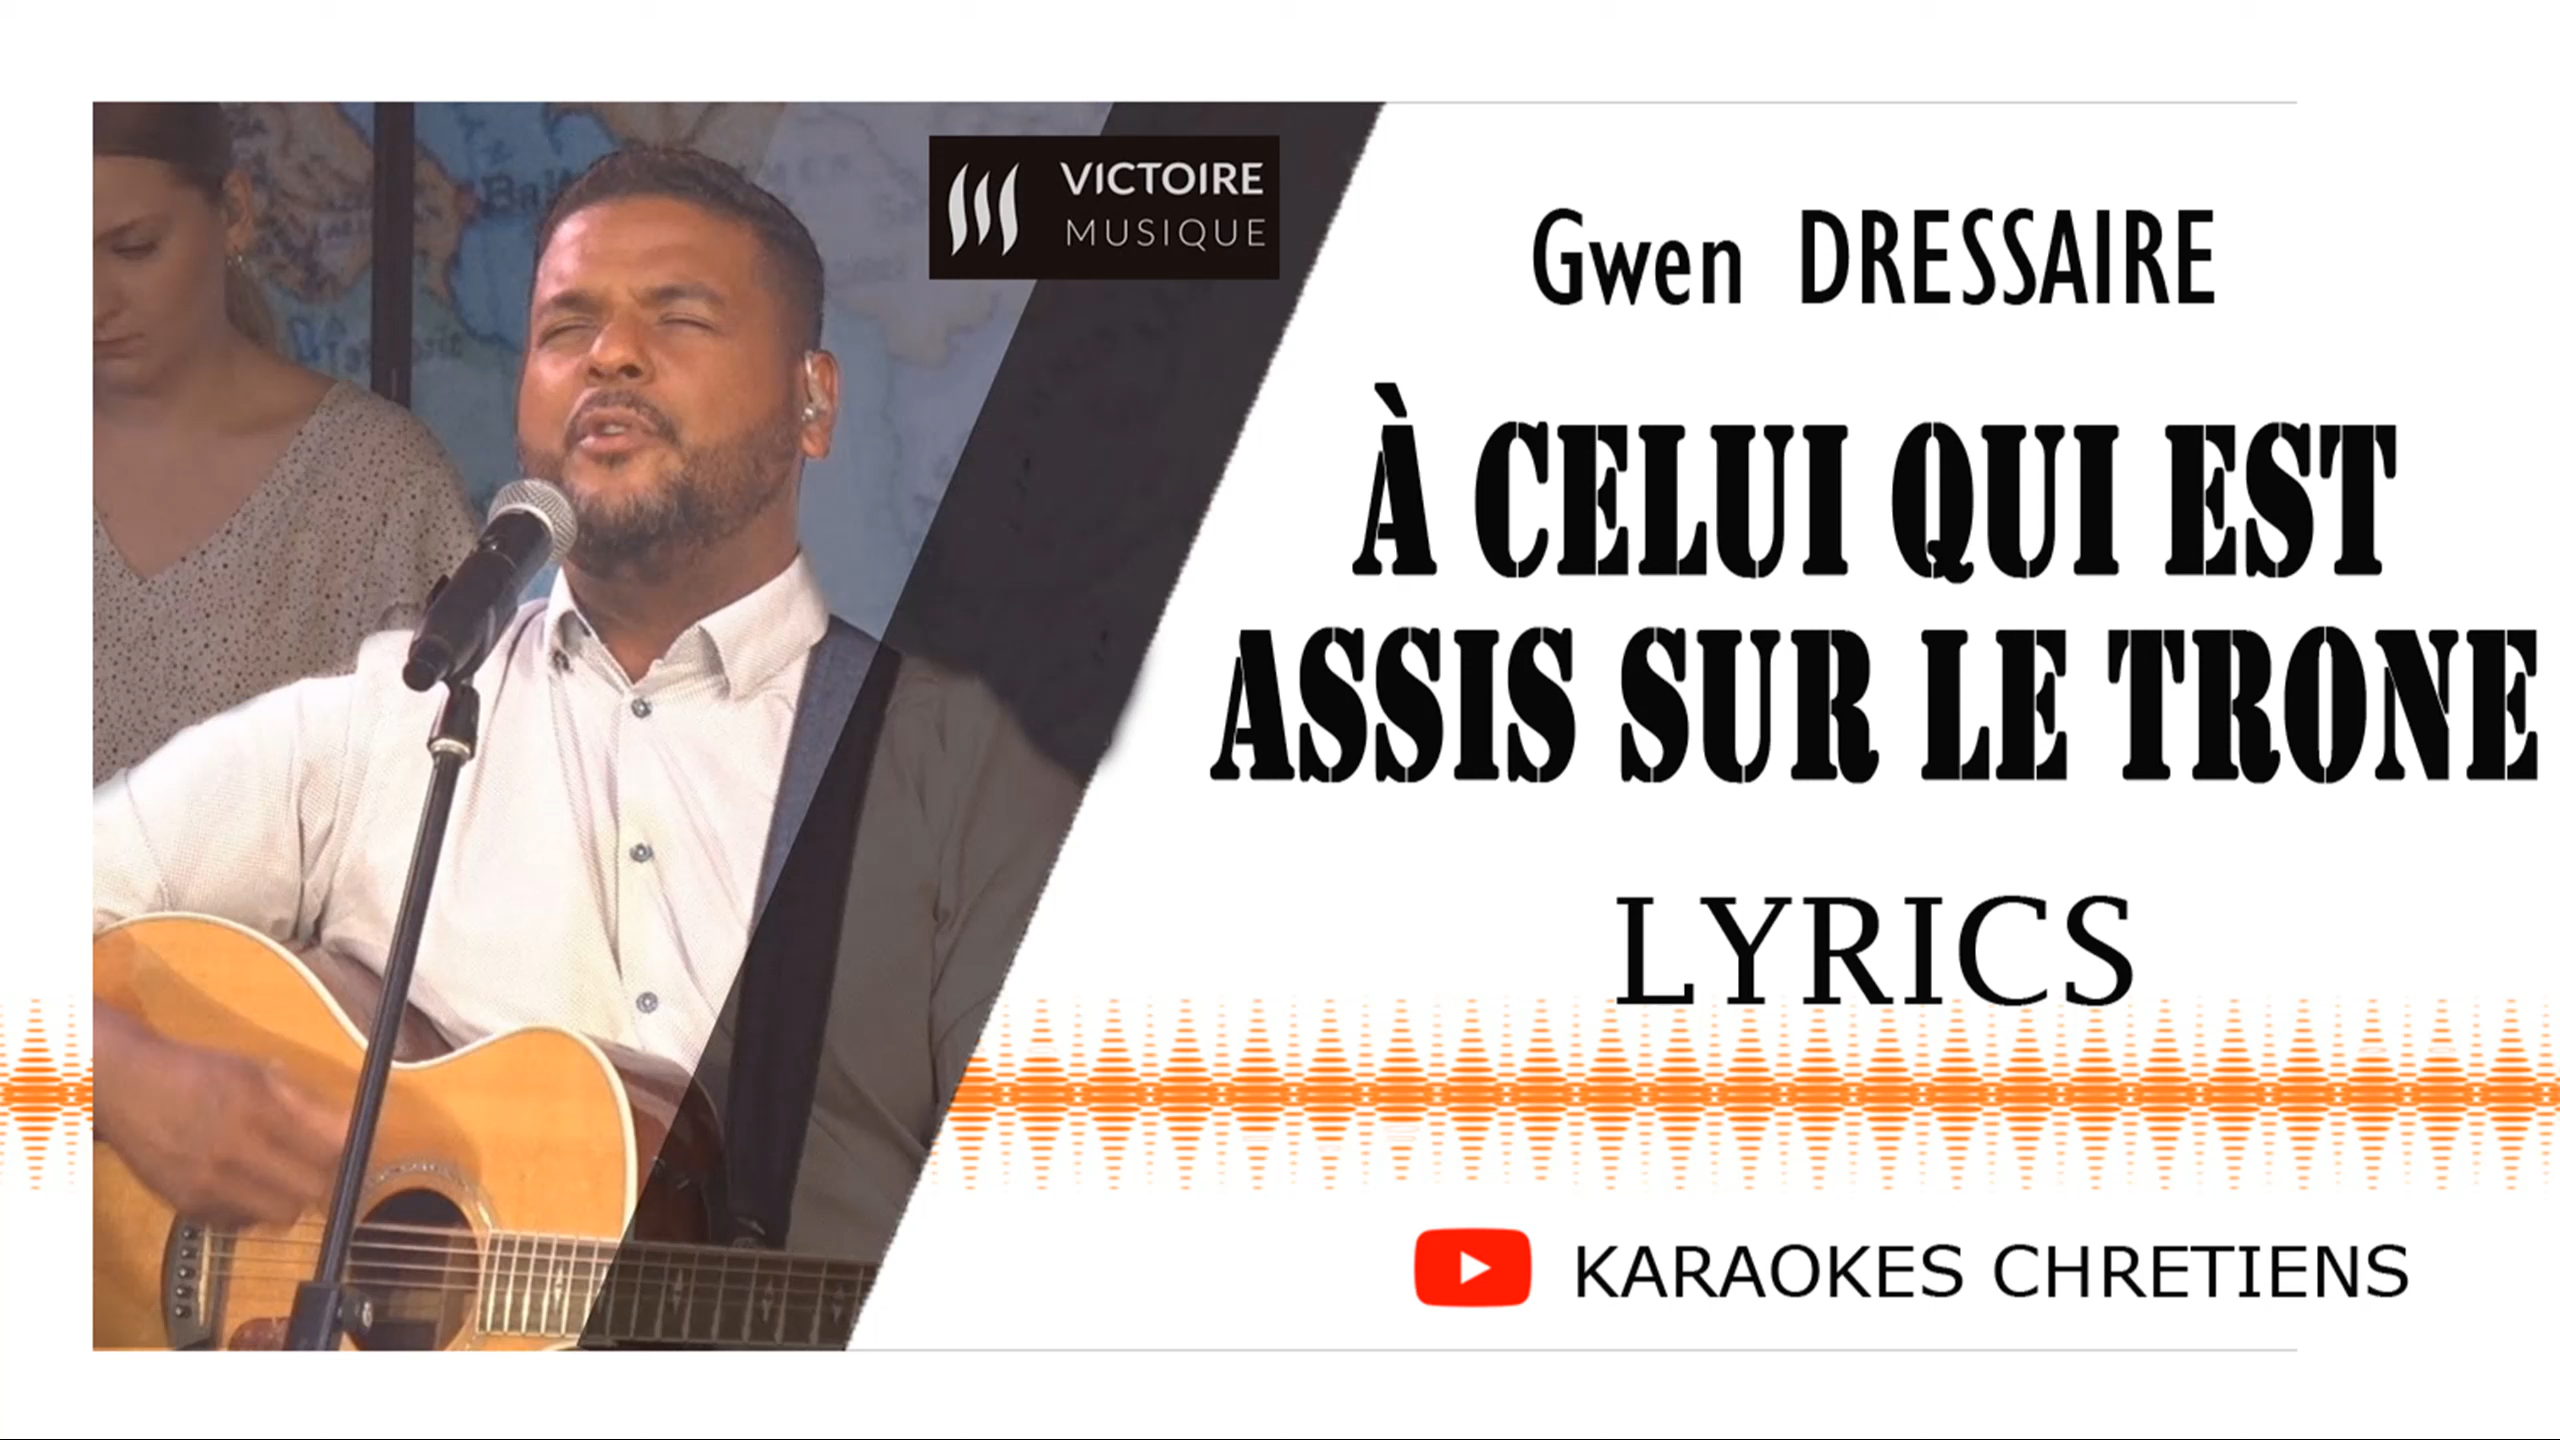 VICTOIRE
MUSIQUE
Gwen DRESSAIRE
À CELUI QUI EST
ASSIS SUR LE TRONE
LYRICS
KARAOKES CHRETIENS